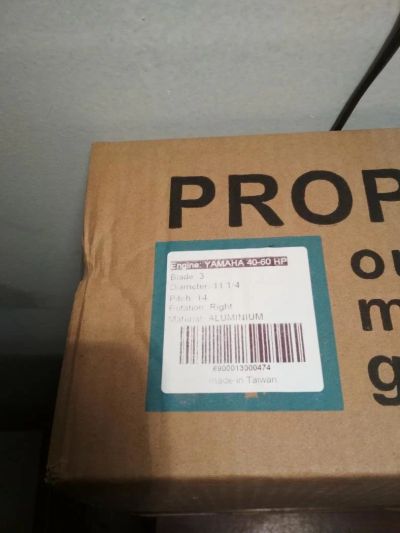 PROP
Engine: YAMAHA 40-60 HP
Blade: 3
Diameter: 11 1/4
Pitch: 14
Rotation: Right
Material: ALUMINIUM
6900013000474
made in Taiwan
ou
m
g